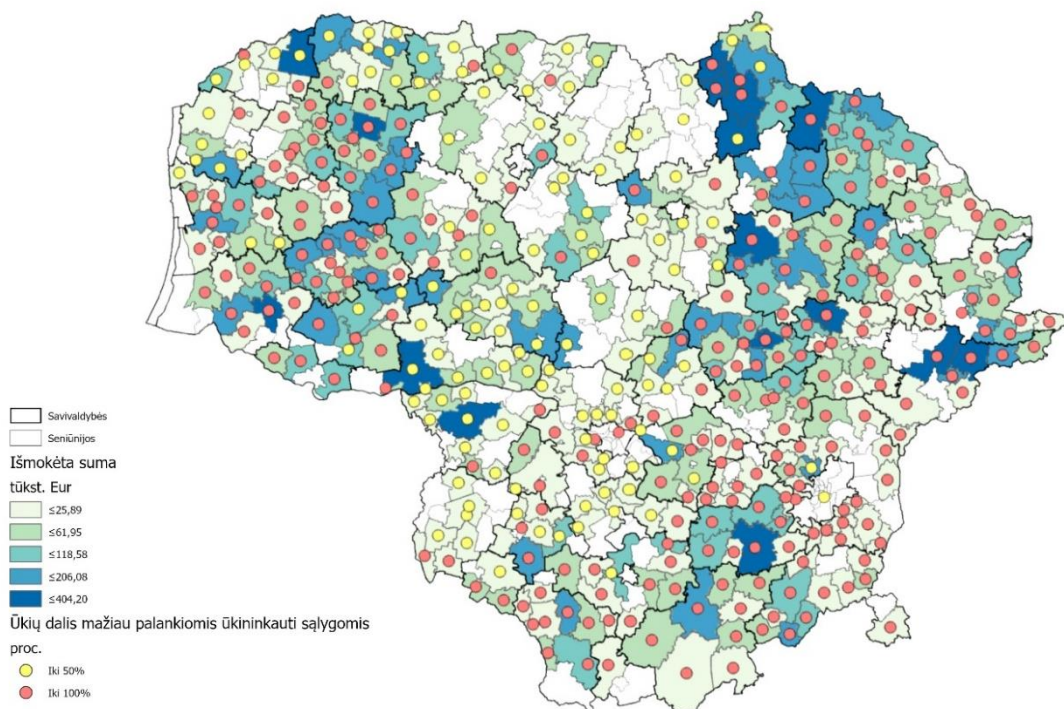 Savivaldybės
Seniūnijos
Išmokėta suma
tūkst. Eur
≤25,89
≤61,95
≤118,58
≤206,08
≤404,20
Ūkių dalis mažiau palankiomis ūkininkauti sąlygomis
proc.
Iki 50%
Iki 100%